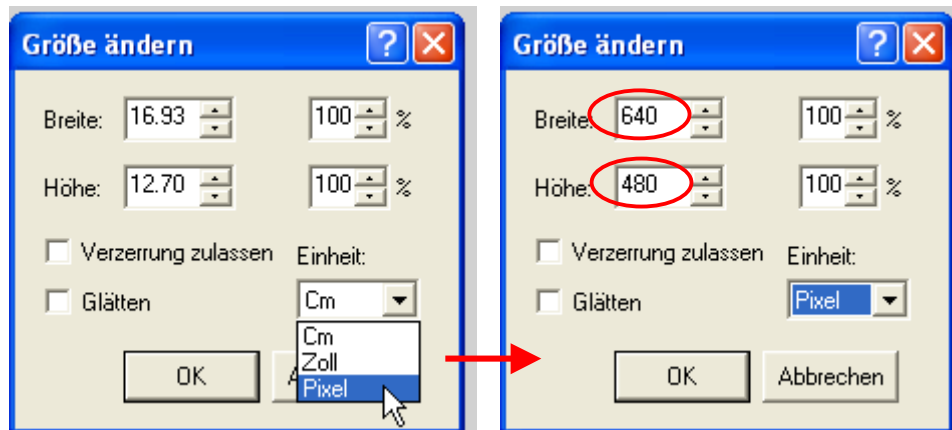 Größe ändern
Breite: 16.93 100 %
Höhe: 12.70 100 %
Verzerrung zulassen Einheit:
Glätten Cm
Cm
Zoll
Pixel
OK A
Größe ändern
Breite: 640 100 %
Höhe: 480 100 %
Verzerrung zulassen Einheit:
Glätten Pixel
OK Abbrechen